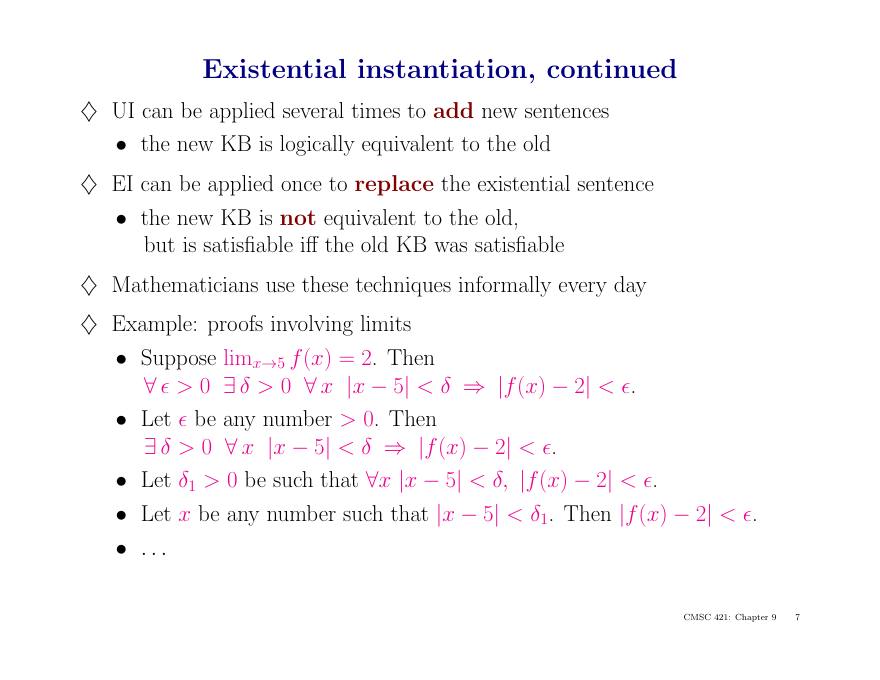 Existential instantiation, continued
♢ UI can be applied several times to add new sentences
• the new KB is logically equivalent to the old
♢ EI can be applied once to replace the existential sentence
• the new KB is not equivalent to the old,
but is satisfiable iff the old KB was satisfiable
♢ Mathematicians use these techniques informally every day
♢ Example: proofs involving limits
• Suppose limₓ→₅ f(x) = 2. Then
∀ ϵ > 0 ∃ δ > 0 ∀ x |x − 5| < δ ⇒ |f(x) − 2| < ϵ.
• Let ϵ be any number > 0. Then
∃ δ > 0 ∀ x |x − 5| < δ ⇒ |f(x) − 2| < ϵ.
• Let δ₁ > 0 be such that ∀x |x − 5| < δ, |f(x) − 2| < ϵ.
• Let x be any number such that |x − 5| < δ₁. Then |f(x) − 2| < ϵ.
• . . .
CMSC 421: Chapter 9 7